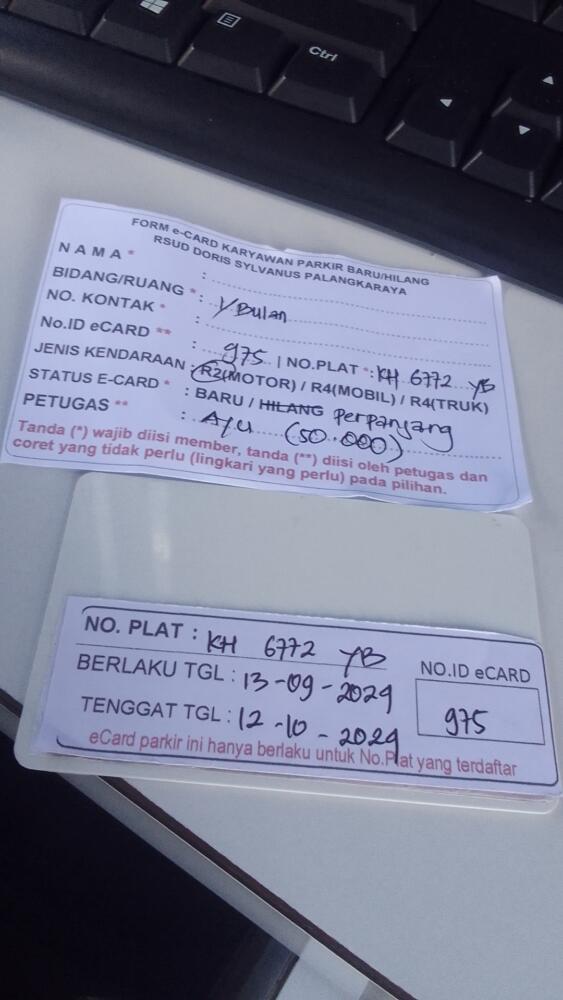 Ctrl
FORM e-CARD KARYAWAN PARKIR BARU/HILANG
RSUD DORIS SYLVANUS PALANGKARAYA
NAMA * :
BIDANG/RUANG * : Y Bulan
NO. KONTAK * :
No.ID eCARD ** : 975 | NO.PLAT * : KH 6772 YB
JENIS KENDARAAN : R2(MOTOR) / R4(MOBIL) / R4(TRUK)
STATUS E-CARD * : BARU / HILANG Perpanjang
PETUGAS ** : Ayu (50.000)
Tanda (*) wajib diisi member, tanda (**) diisi oleh petugas dan
coret yang tidak perlu (lingkari yang perlu) pada pilihan.
NO. PLAT : KH 6772 YB
BERLAKU TGL : 13-09-2024
TENGGAT TGL : 12-10-2024
NO.ID eCARD
975
eCard parkir ini hanya berlaku untuk No.Plat yang terdaftar